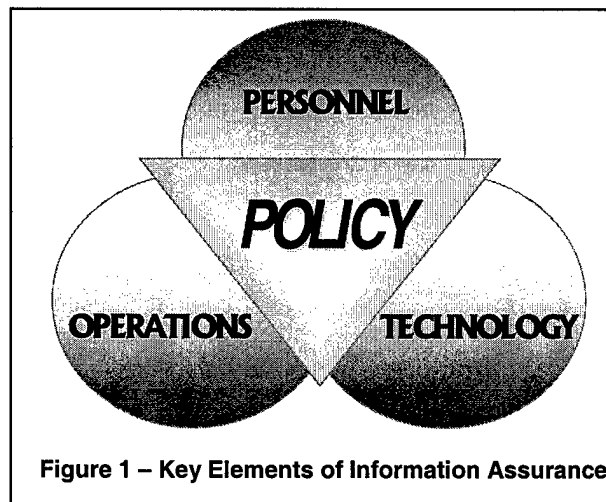 PERSONNEL
POLICY
OPERATIONS TECHNOLOGY
Figure 1 – Key Elements of Information Assurance